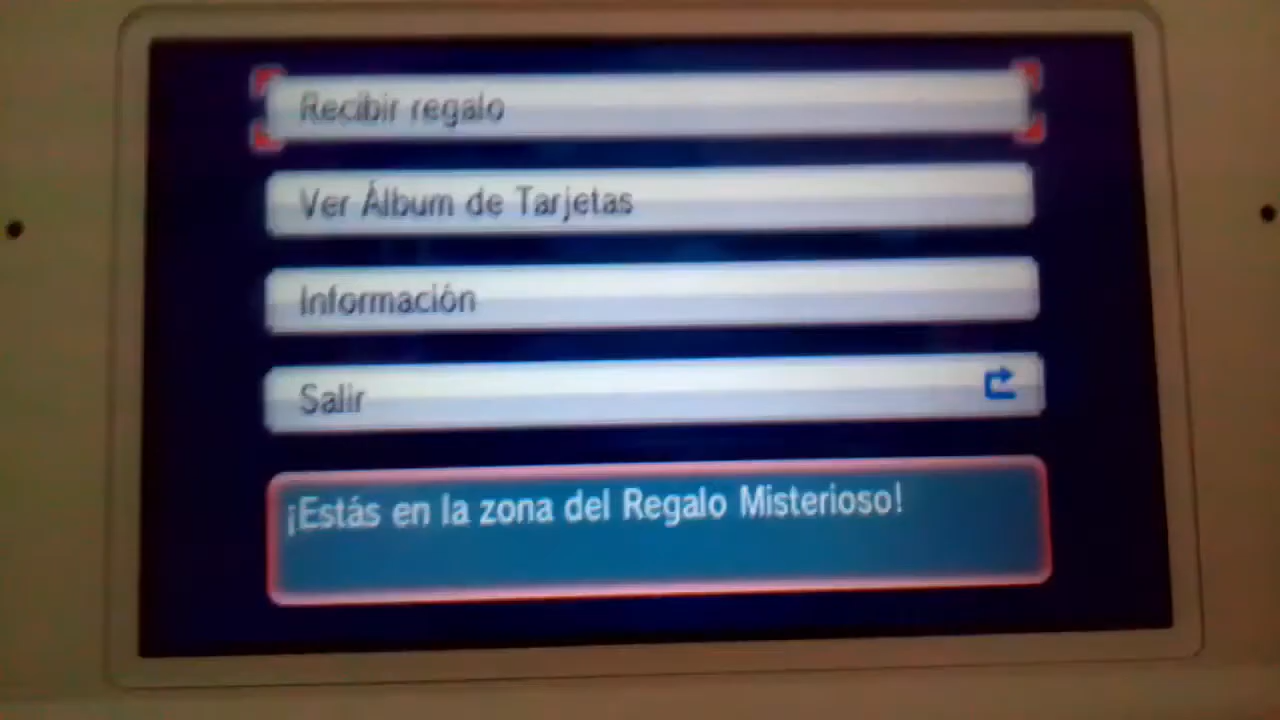 Recibir regalo
Ver Álbum de Tarjetas
Información
Salir
¡Estás en la zona del Regalo Misterioso!